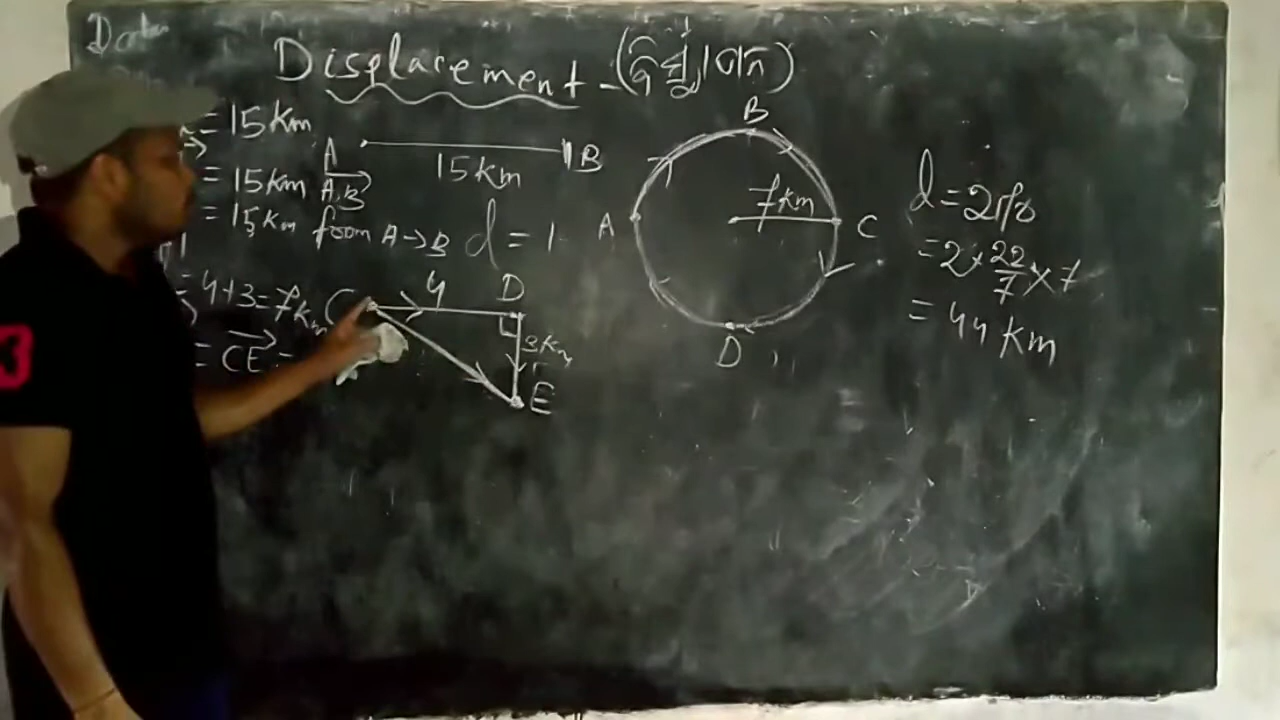 Displacement -
= 15 Km
A B
15 Km
= 15 Km A,B
= 15 Km from A → B
d = 1
= 4+3 = 7 Km
C 4 D
3 Km
= CE =
E
B
A 7 Km C
D
d = 2πr
= 2 × 22/7 × 7
= 44 Km
3